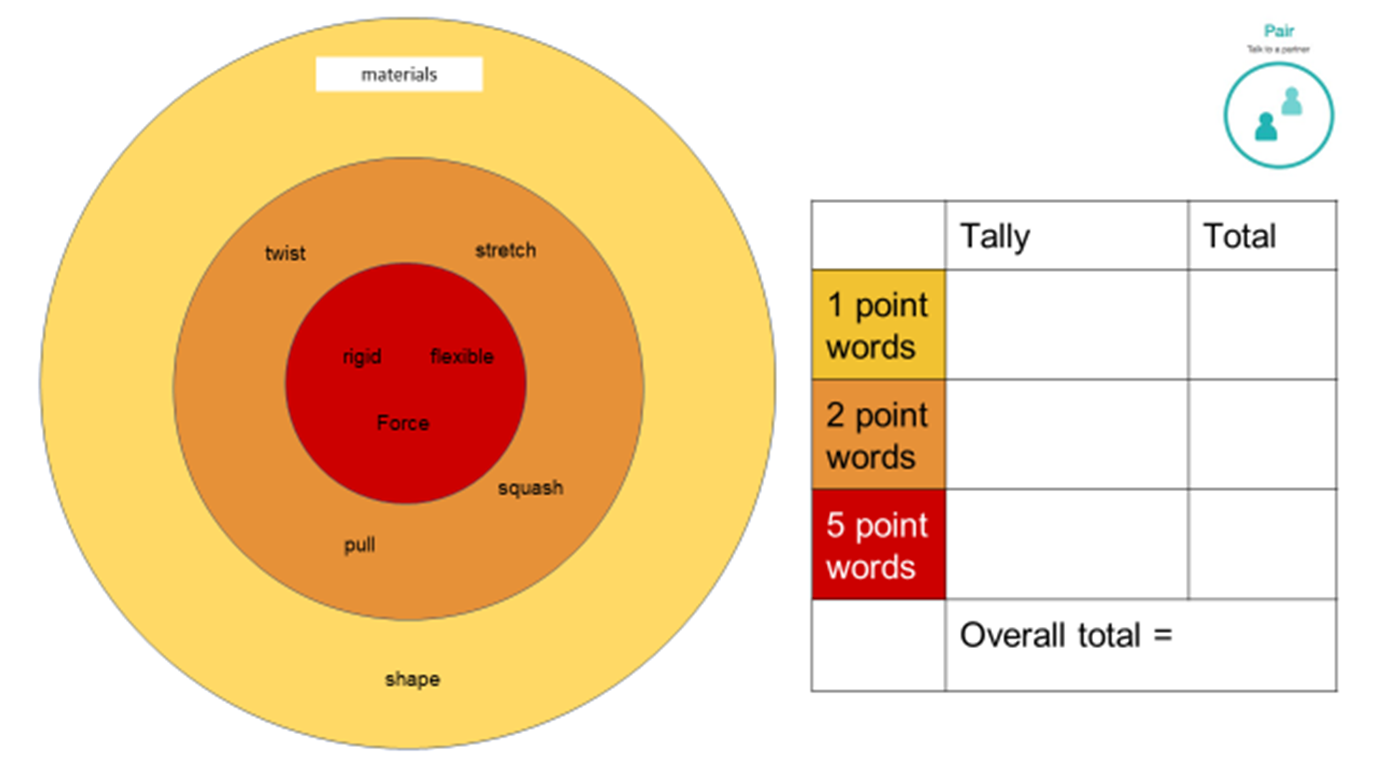 materials
twist
stretch
rigid
flexible
Force
squash
pull
shape
Pair
Talk to a partner
Tally
Total
1 point
words
2 point
words
5 point
words
Overall total =